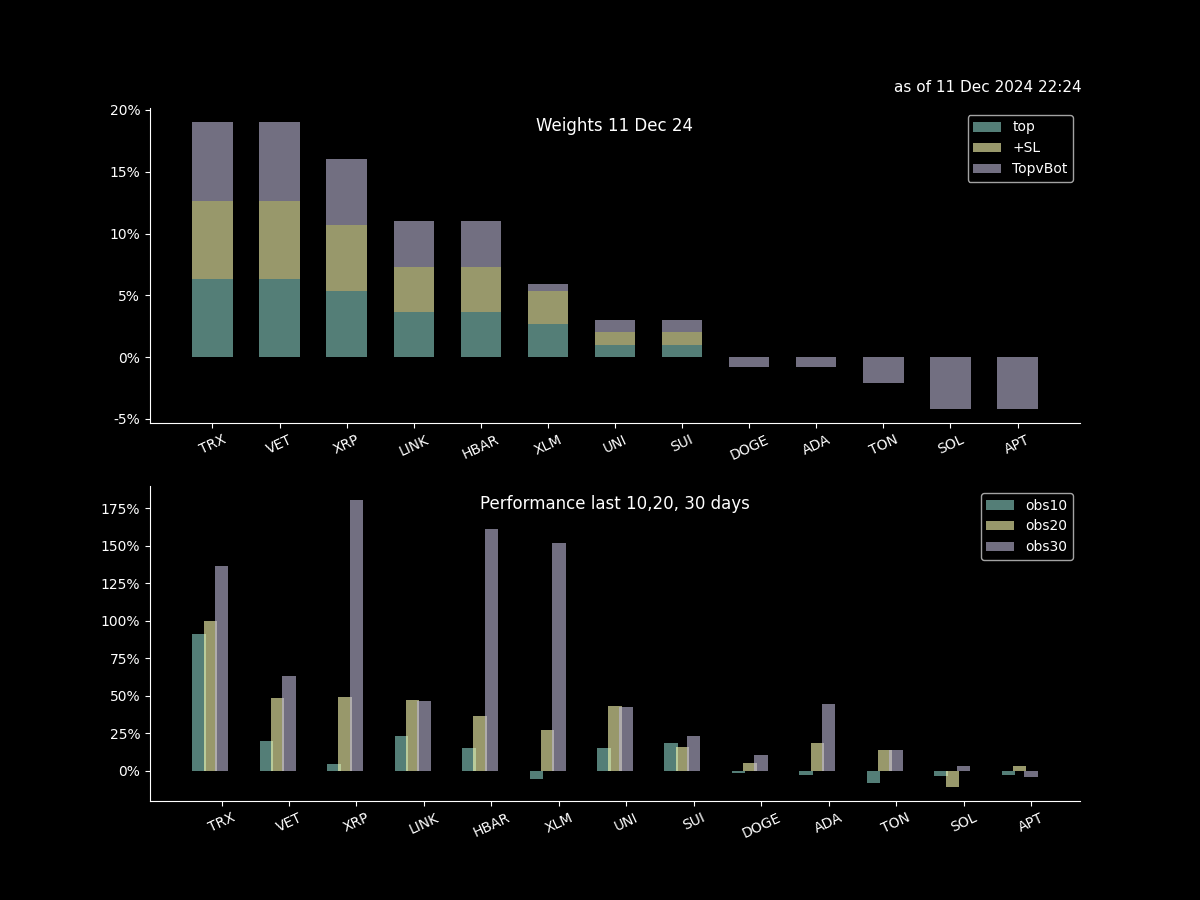 as of 11 Dec 2024 22:24
20%
Weights 11 Dec 24
top
+SL
TopvBot
15%
10%
5%
0%
-5%
TRX VET XRP LINK HBAR XLM UNI SUI DOGE ADA TON SOL APT
Performance last 10,20, 30 days
obs10
obs20
obs30
175%
150%
125%
100%
75%
50%
25%
0%
TRX VET XRP LINK HBAR XLM UNI SUI DOGE ADA TON SOL APT